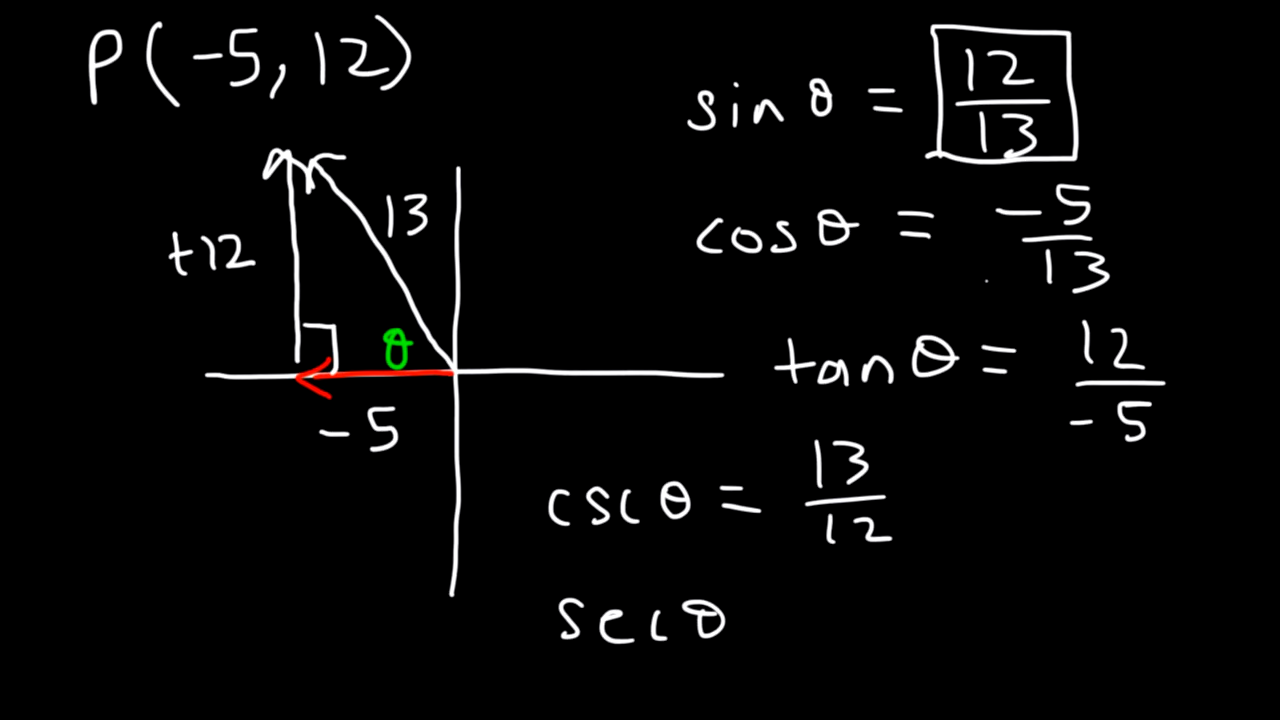 P(-5, 12)
sin θ = 12/13
cos θ = -5/13
tan θ = 12/-5
csc θ = 13/12
sec θ
+12
13
θ
-5